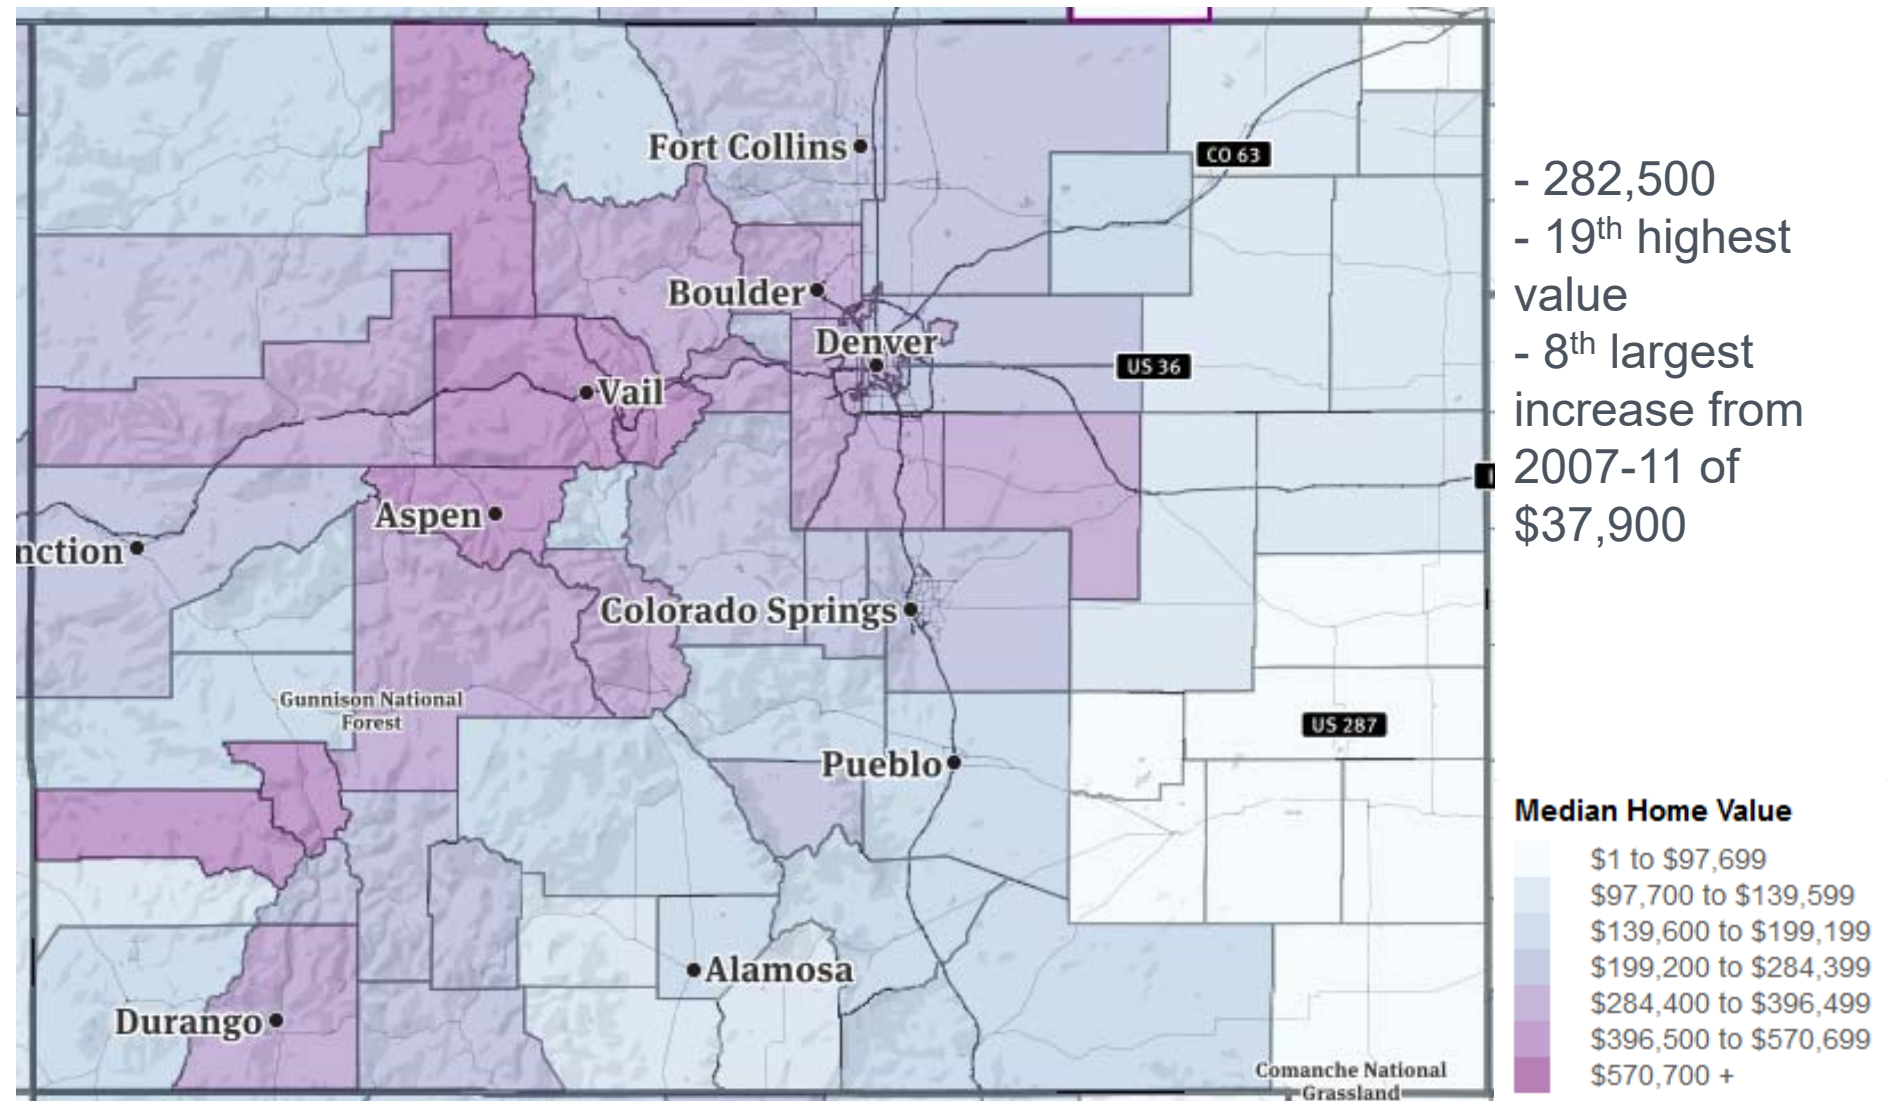 Fort Collins
CO 63
Boulder
Denver
US 36
Vail
Aspen
nction
Colorado Springs
Gunnison National
Forest
US 287
Pueblo
Alamosa
Durango
Comanche National
Grassland
- 282,500
- 19th highest
value
- 8th largest
increase from
2007-11 of
$37,900
Median Home Value
$1 to $97,699
$97,700 to $139,599
$139,600 to $199,199
$199,200 to $284,399
$284,400 to $396,499
$396,500 to $570,699
$570,700 +